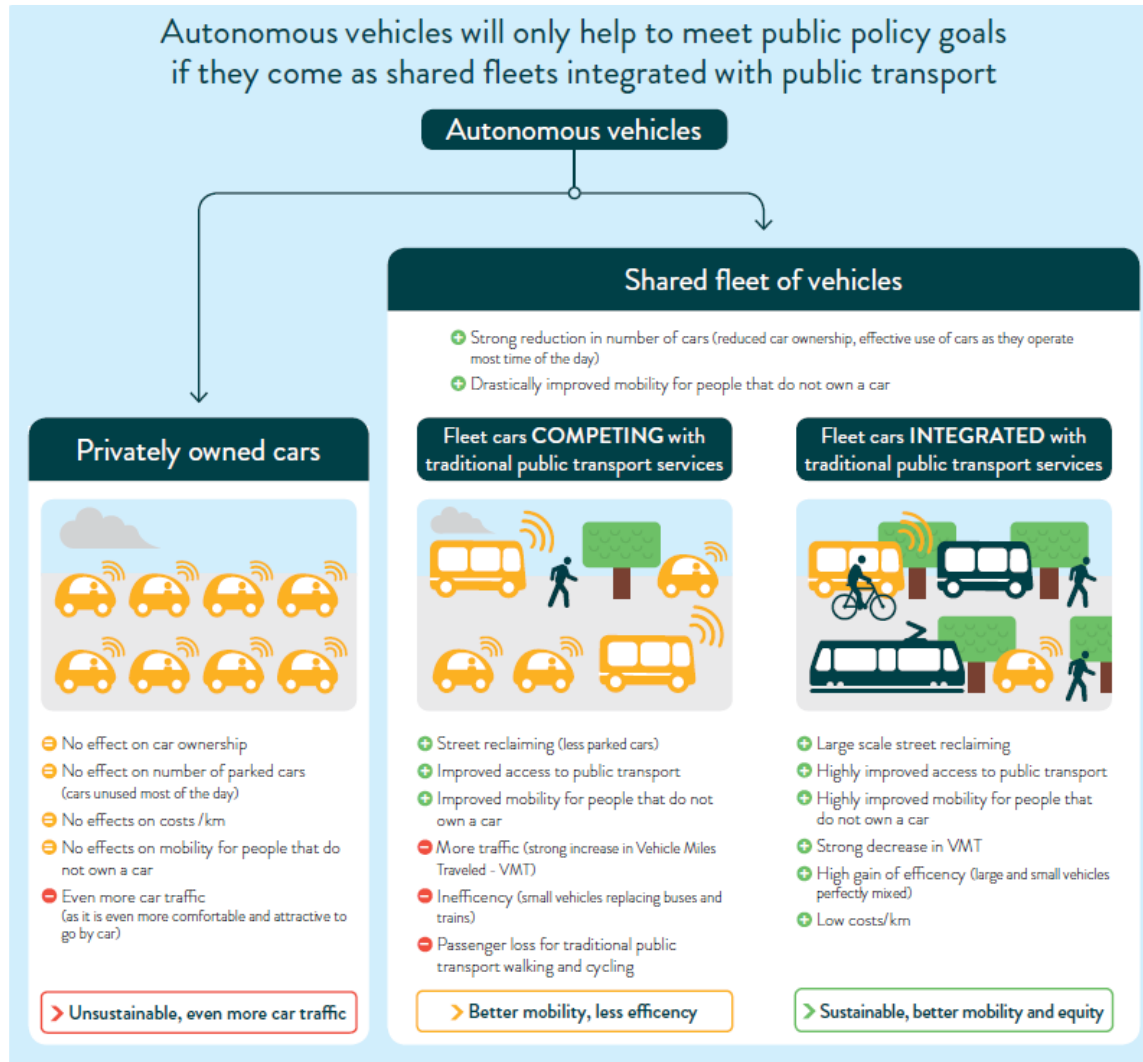 Autonomous vehicles will only help to meet public policy goals
if they come as shared fleets integrated with public transport
Autonomous vehicles
Shared fleet of vehicles
Strong reduction in number of cars (reduced car ownership, effective use of cars as they operate
most time of the day)
Drastically improved mobility for people that do not own a car
Privately owned cars
No effect on car ownership
No effect on number of parked cars
(cars unused most of the day)
No effects on costs /km
No effects on mobility for people that do
not own a car
Even more car traffic
(as it is even more comfortable and attractive to
go by car)
Unsustainable, even more car traffic
Fleet cars COMPETING with
traditional public transport services
Street reclaiming (less parked cars)
Improved access to public transport
Improved mobility for people that do not
own a car
More traffic (strong increase in Vehicle Miles
Traveled - VMT)
Inefficency (small vehicles replacing buses and
trains)
Passenger loss for traditional public
transport walking and cycling
Better mobility, less efficency
Fleet cars INTEGRATED with
traditional public transport services
Large scale street reclaiming
Highly improved access to public transport
Highly improved mobility for people that
do not own a car
Strong decrease in VMT
High gain of efficency (large and small vehicles
perfectly mixed)
Low costs/km
Sustainable, better mobility and equity